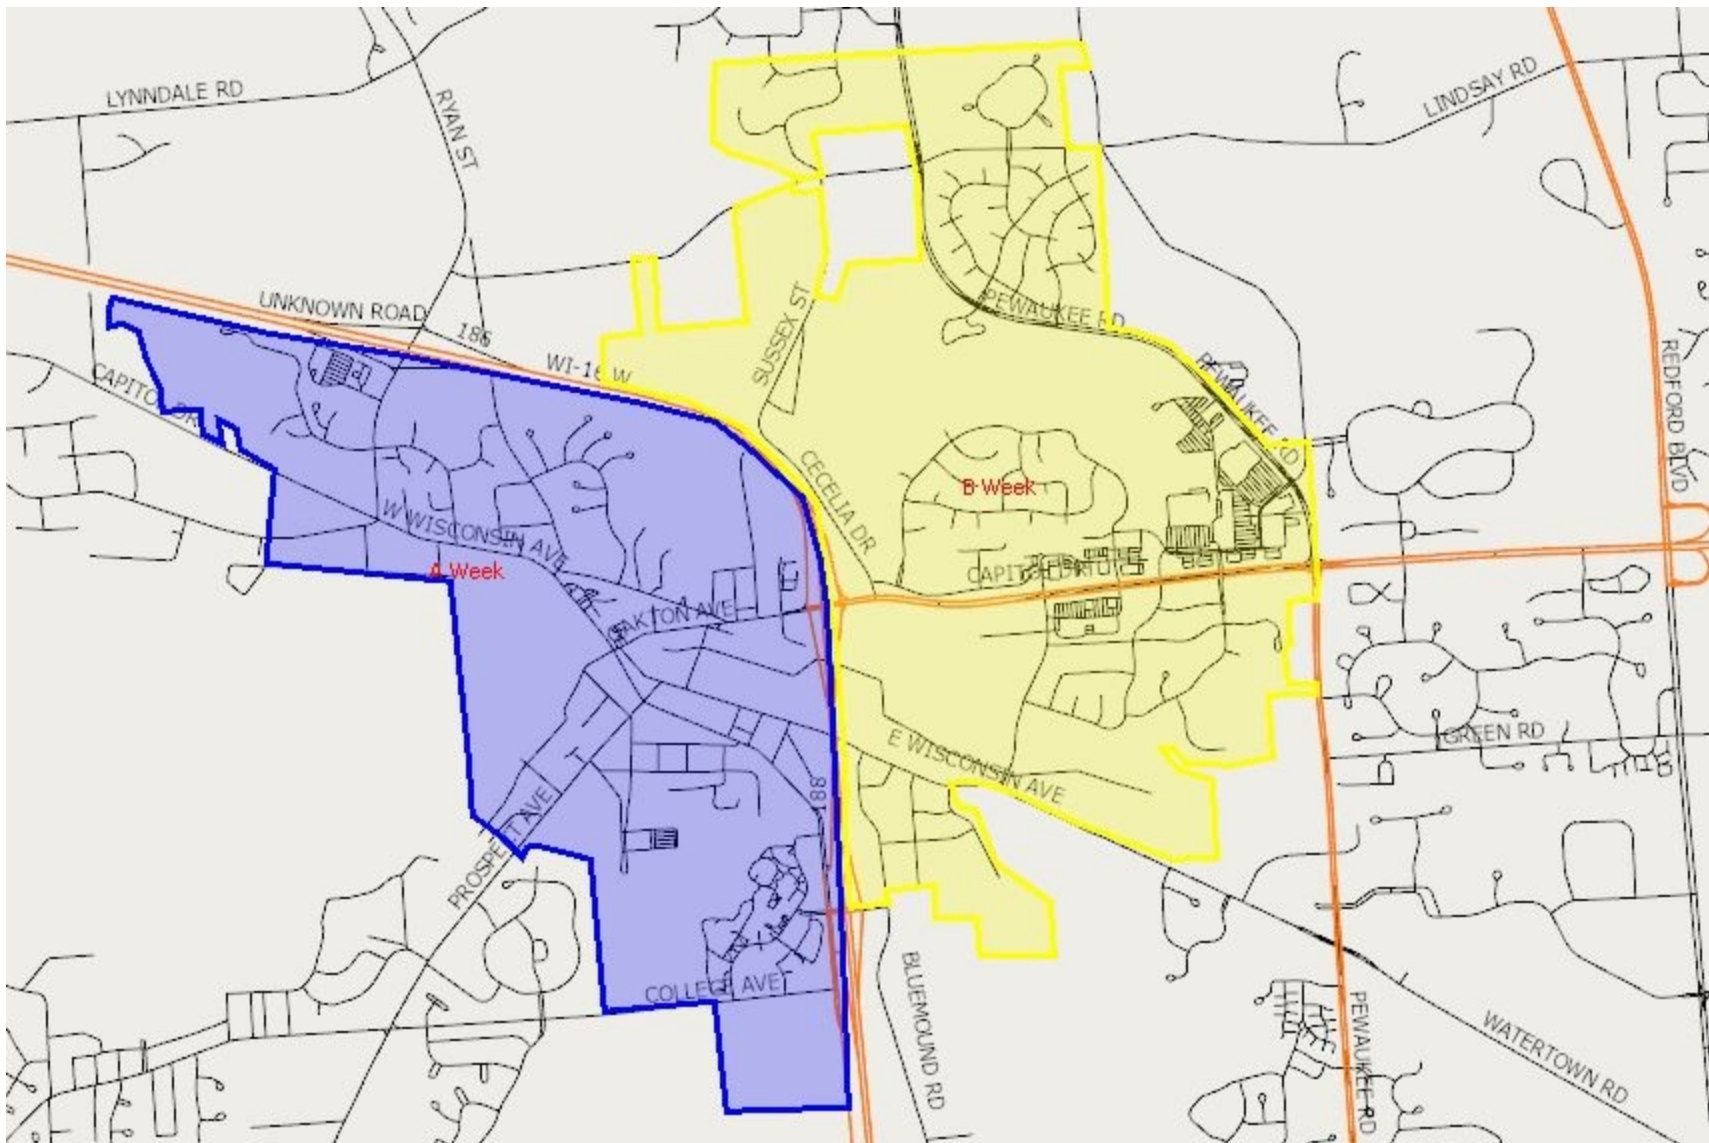 LYNNDALE RD
RYAN ST
LINDSAY RD
UNKNOWN ROAD
186
WI-16 W
SUSSEX ST
PEWAUKEE RD
PEWAUKEE RD
REDFORD BLVD
CAPITOL DR
CECELIA DR
B Week
W WISCONSIN AVE
A Week
CAPITOL DR
OAKTON AVE
E WISCONSIN AVE
GREEN RD
188
PROSPECT AVE
COLLEGE AVE
BLUEMOUND RD
PEWAUKEE RD
WATERTOWN RD